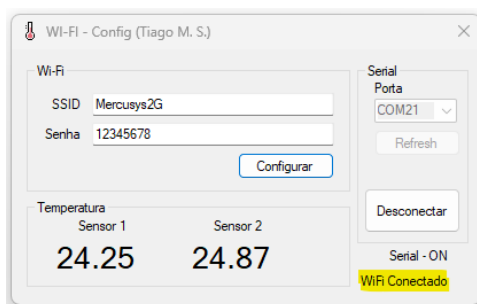 WI-FI - Config (Tiago M. S.)
Wi-Fi
SSID Mercusys2G
Senha 12345678
Configurar
Serial
Porta
COM21
Refresh
Desconectar
Temperatura
Sensor 1 Sensor 2
24.25 24.87
Serial - ON
WiFi Conectado